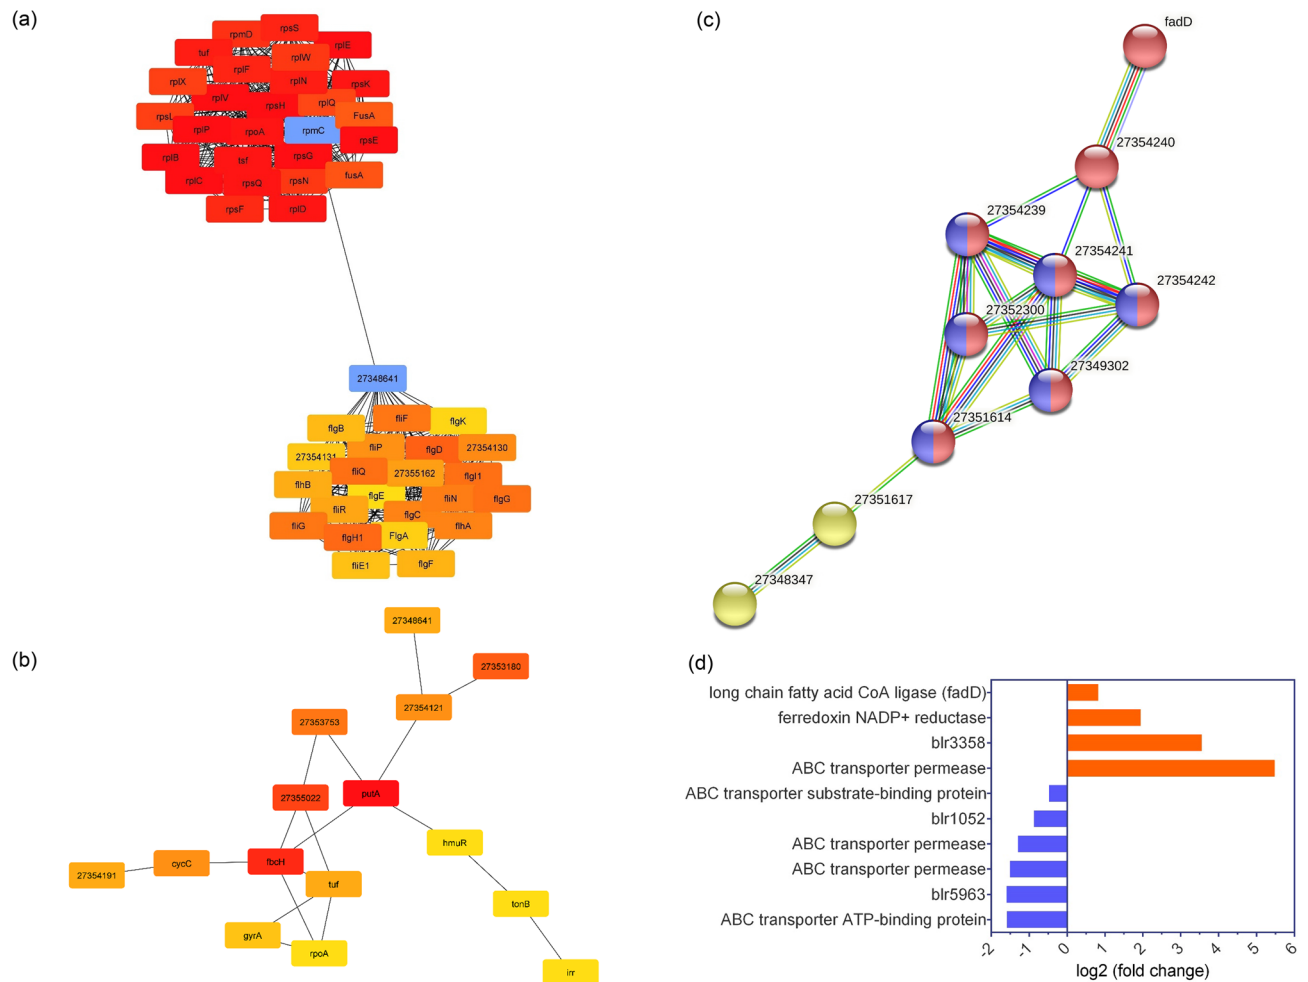 (a)
rpmD
rpsS
rplE
tuf
rplF
rplW
rplX
rplN
rpsK
rplV
rpsH
rplQ
FusA
rpsL
rplP
rpoA
rpmC
rpsE
rplB
tsf
rpsG
rplC
rpsQ
rpsN
fusA
rpsF
rplD
27348641
flgB
fliF
flgK
27354131
fliP
flgD
27354130
fliQ
27355162
flgI1
flhB
flgE
fliN
flgG
fliR
flgC
fliG
flgH1
FlgA
flhA
fliE1
flgF
(b)
27348641
27353180
27354121
27353753
27355022
putA
hmuR
27354191
cycC
fbcH
tuf
tonB
gyrA
rpoA
irr
(c)
fadD
27354240
27354239
27354241
27354242
27352300
27349302
27351614
27351617
27348347
(d)
long chain fatty acid CoA ligase (fadD)
ferredoxin NADP+ reductase
blr3358
ABC transporter permease
ABC transporter substrate-binding protein
blr1052
ABC transporter permease
ABC transporter permease
blr5963
ABC transporter ATP-binding protein
-2 -1 0 1 2 3 4 5 6
log2 (fold change)